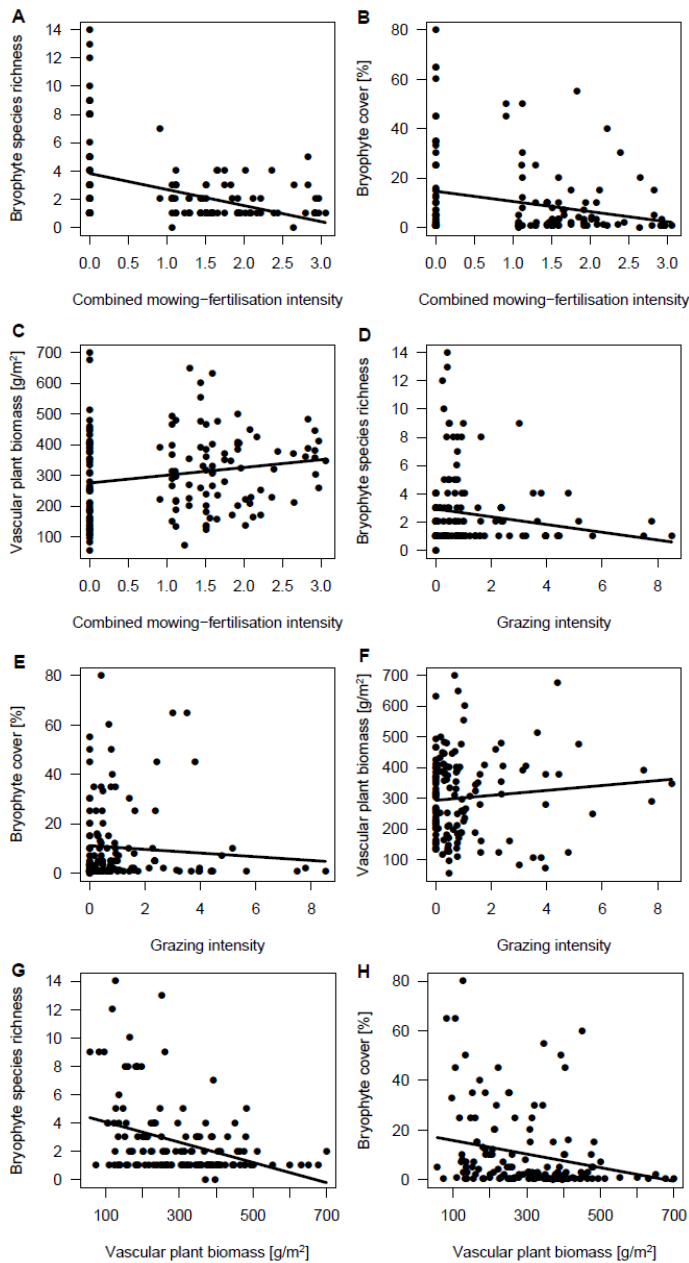 A
Bryophyte species richness
14
12
10
8
6
4
2
0
0.0 0.5 1.0 1.5 2.0 2.5 3.0
Combined mowing−fertilisation intensity
B
Bryophyte cover [%]
80
60
40
20
0
0.0 0.5 1.0 1.5 2.0 2.5 3.0
Combined mowing−fertilisation intensity
C
Vascular plant biomass [g/m²]
700
600
500
400
300
200
100
0.0 0.5 1.0 1.5 2.0 2.5 3.0
Combined mowing−fertilisation intensity
D
Bryophyte species richness
14
12
10
8
6
4
2
0
0 2 4 6 8
Grazing intensity
E
Bryophyte cover [%]
80
60
40
20
0
0 2 4 6 8
Grazing intensity
F
Vascular plant biomass [g/m²]
700
600
500
400
300
200
100
0 2 4 6 8
Grazing intensity
G
Bryophyte species richness
14
12
10
8
6
4
2
0
100 300 500 700
Vascular plant biomass [g/m²]
H
Bryophyte cover [%]
80
60
40
20
0
100 300 500 700
Vascular plant biomass [g/m²]